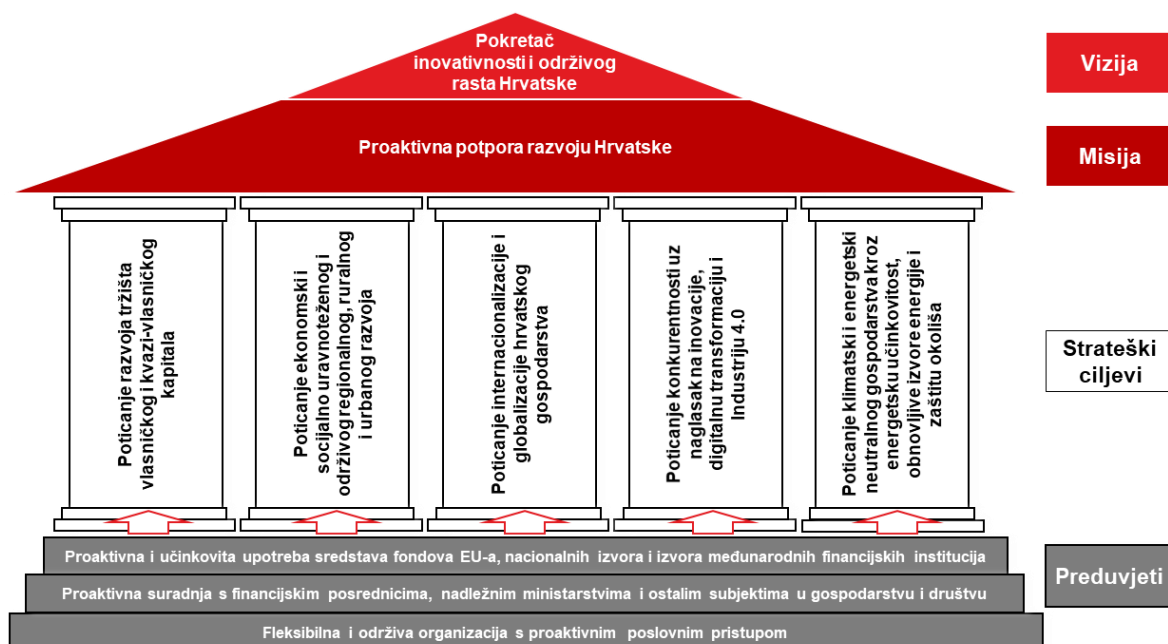 Pokretač
inovativnosti i održivog
rasta Hrvatske
Vizija
Proaktivna potpora razvoju Hrvatske
Misija
Poticanje razvoja tržišta
vlasničkog i kvazi-vlasničkog
kapitala
Poticanje ekonomski i
socijalno uravnoteženog i
održivog regionalnog, ruralnog
i urbanog razvoja
Poticanje internacionalizacije i
globalizacije hrvatskog
gospodarstva
Poticanje konkurentnosti uz
naglasak na inovacije,
digitalnu transformaciju i
Industriju 4.0
Poticanje klimatski i energetski
neutralnog gospodarstva kroz
energetsku učinkovitost,
obnovljive izvore energije i
zaštitu okoliša
Strateški
ciljevi
Proaktivna i učinkovita upotreba sredstava fondova EU-a, nacionalnih izvora i izvora međunarodnih financijskih institucija
Proaktivna suradnja s financijskim posrednicima, nadležnim ministarstvima i ostalim subjektima u gospodarstvu i društvu
Fleksibilna i održiva organizacija s proaktivnim poslovnim pristupom
Preduvjeti